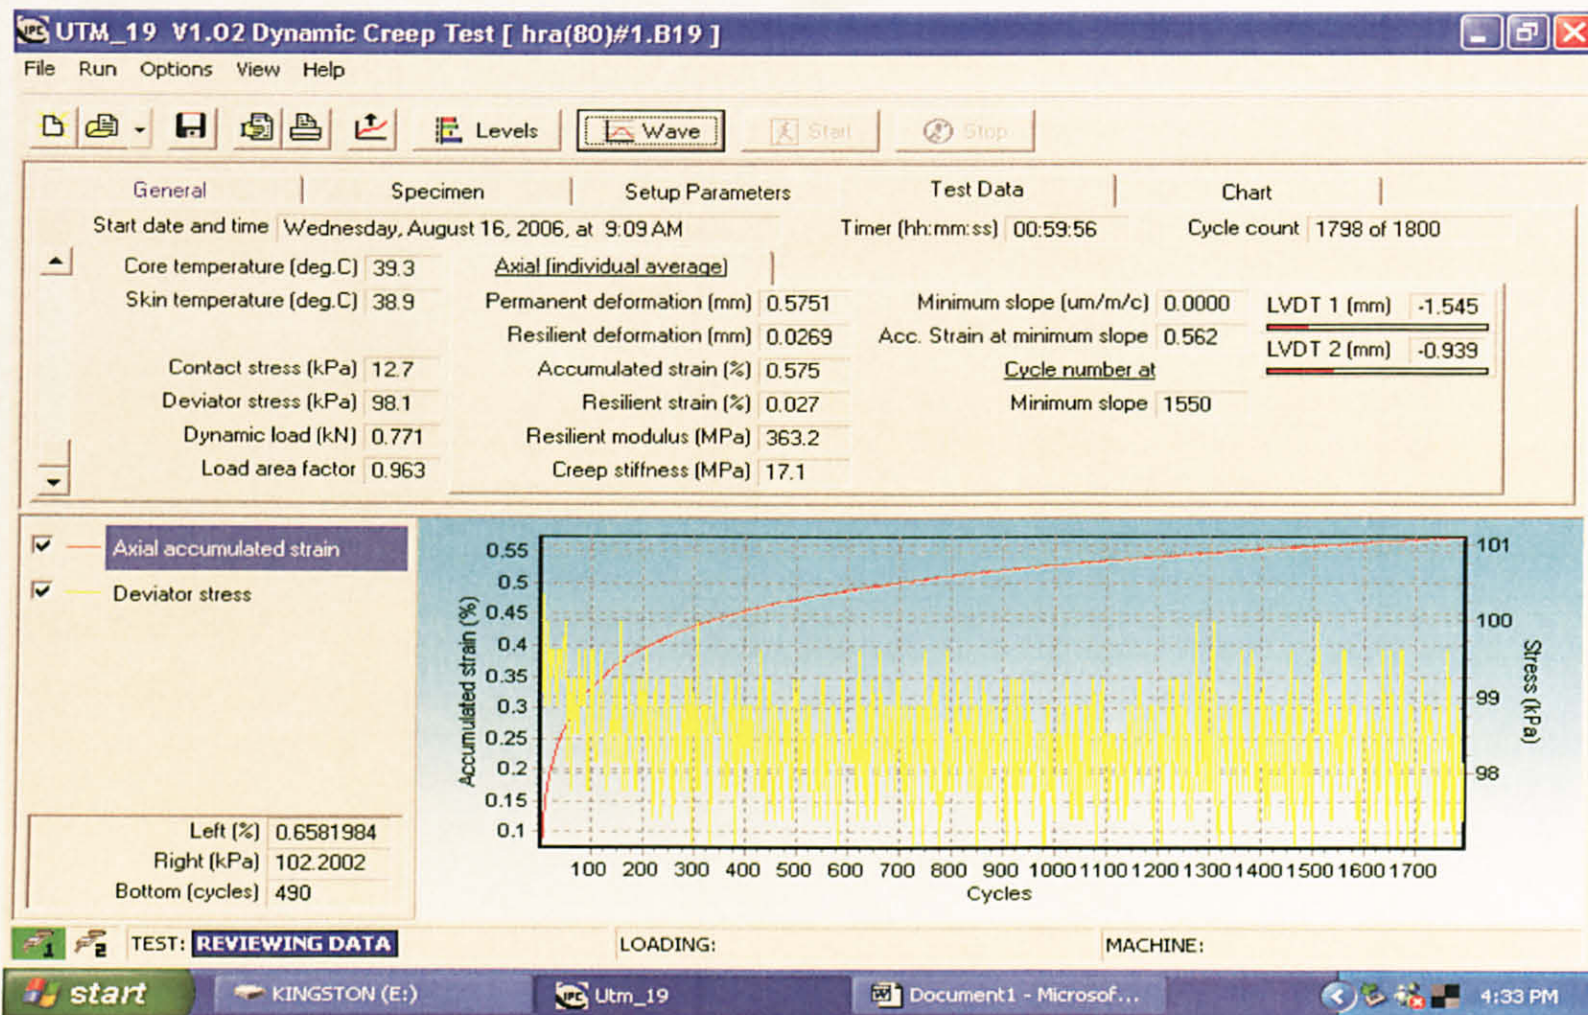 UTM_19 V1.02 Dynamic Creep Test [ hra(80)#1.B19 ]
File Run Options View Help
Levels Wave Start Stop
General Specimen Setup Parameters Test Data Chart
Start date and time Wednesday, August 16, 2006, at 9:09 AM Timer (hh:mm:ss) 00:59:56 Cycle count 1798 of 1800
Core temperature (deg.C) 39.3
Skin temperature (deg.C) 38.9
Contact stress (kPa) 12.7
Deviator stress (kPa) 98.1
Dynamic load (kN) 0.771
Load area factor 0.963
Axial (individual average)
Permanent deformation (mm) 0.5751
Resilient deformation (mm) 0.0269
Accumulated strain (%) 0.575
Resilient strain (%) 0.027
Resilient modulus (MPa) 363.2
Creep stiffness (MPa) 17.1
Minimum slope (um/m/c) 0.0000
Acc. Strain at minimum slope 0.562
Cycle number at
Minimum slope 1550
LVDT 1 (mm) -1.545
LVDT 2 (mm) -0.939
Axial accumulated strain
Deviator stress
Left (%) 0.6581984
Right (kPa) 102.2002
Bottom (cycles) 490
Accumulated strain (%)
0.55
0.5
0.45
0.4
0.35
0.3
0.25
0.2
0.15
0.1
101
100
99
98
Stress (kPa)
100 200 300 400 500 600 700 800 900 1000 1100 1200 1300 1400 1500 1600 1700
Cycles
1 2 TEST: REVIEWING DATA LOADING: MACHINE:
start KINGSTON (E:) IPC Utm_19 Document1 - Microsof... 4:33 PM